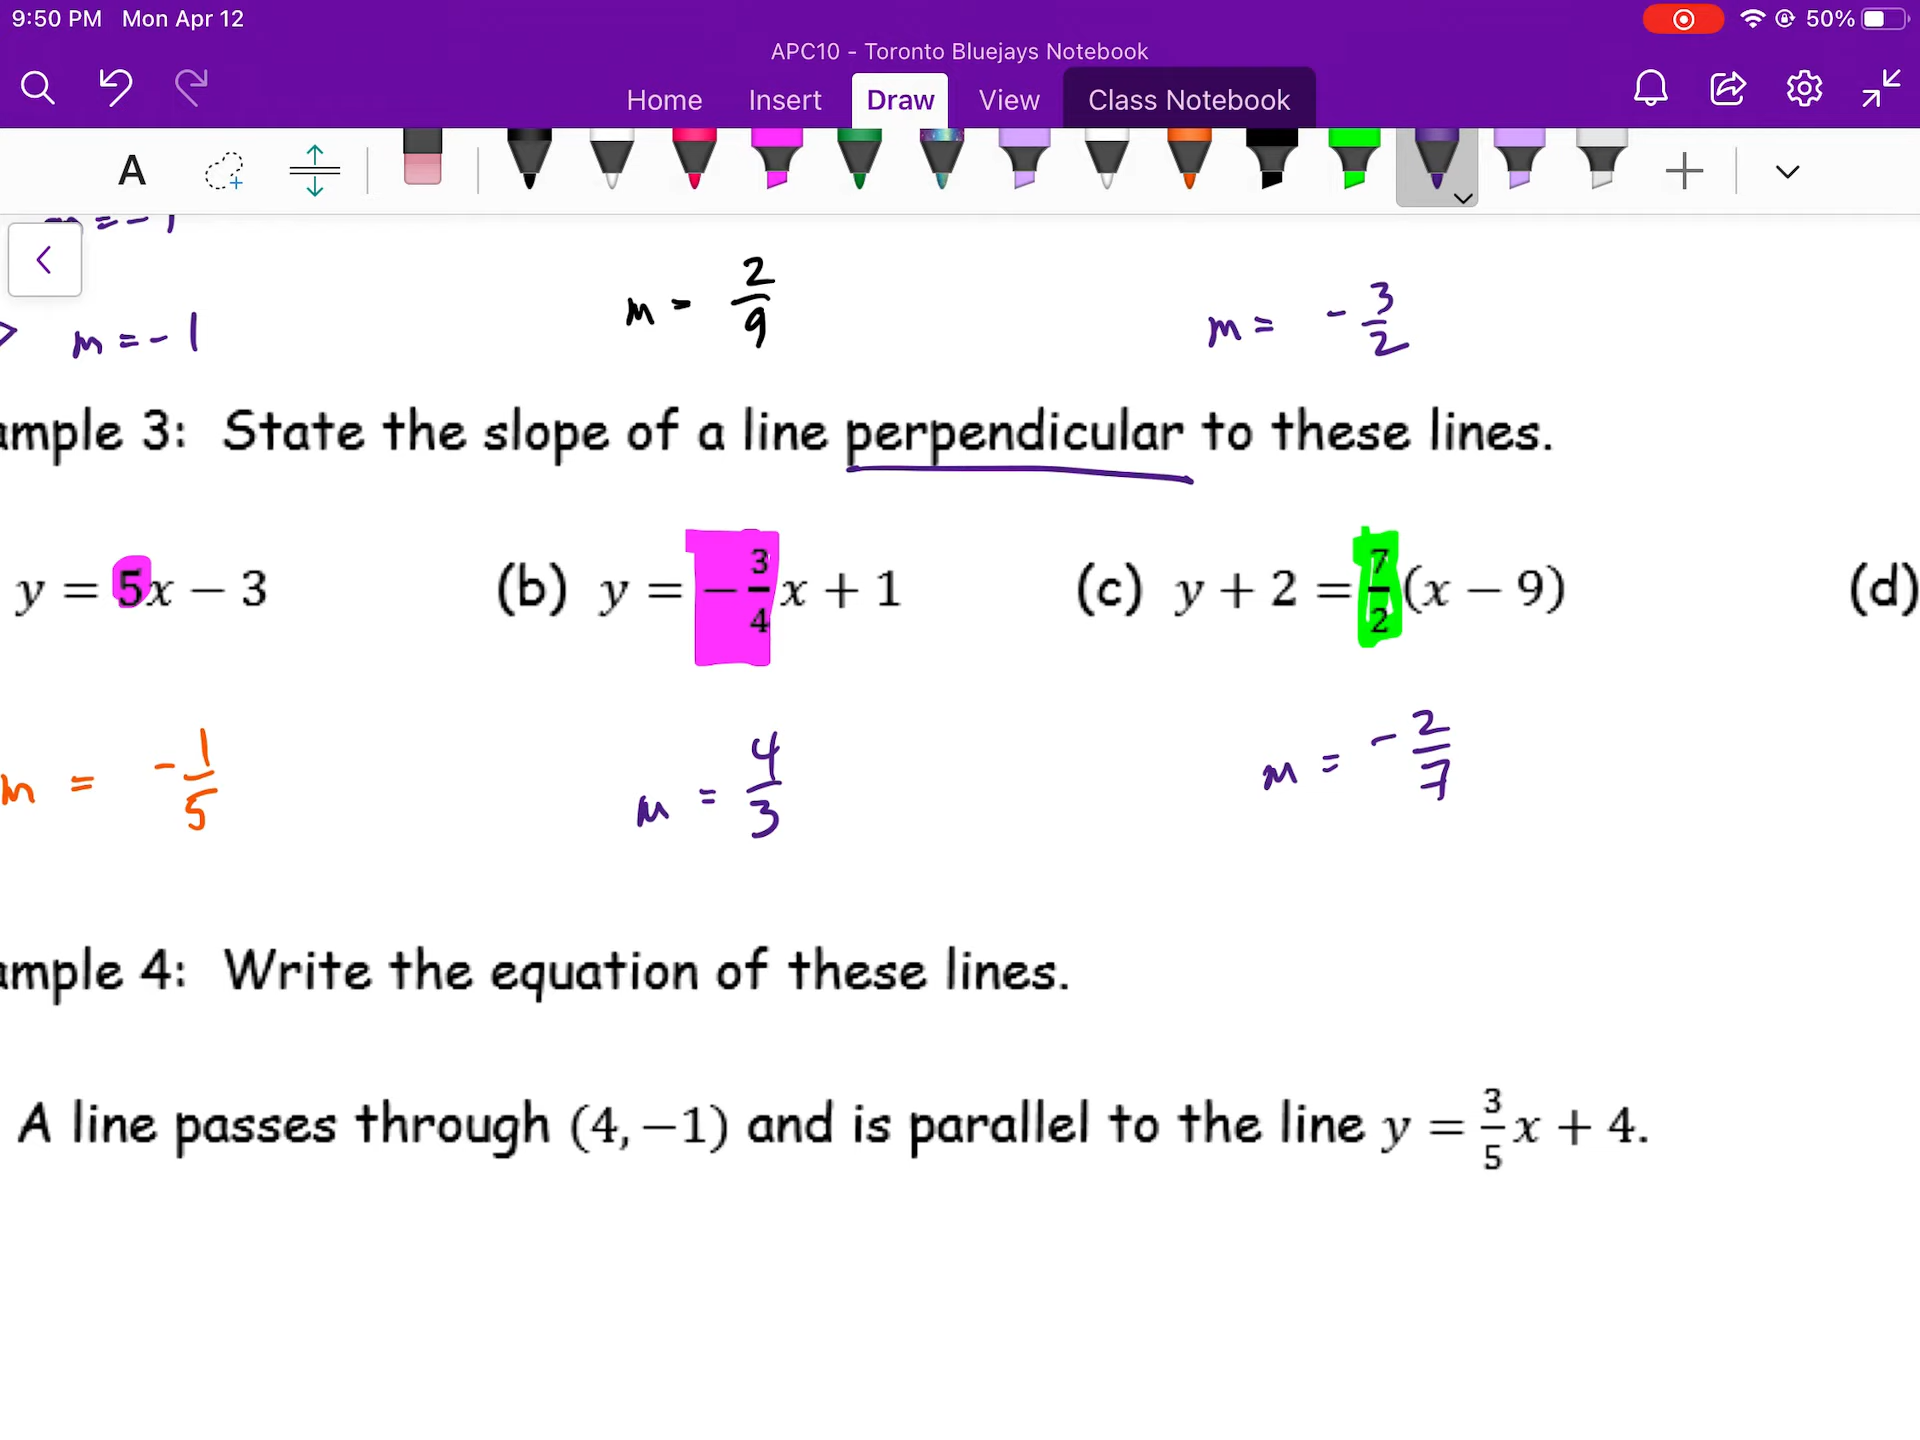 9:50 PM Mon Apr 12
50%
APC10 - Toronto Bluejays Notebook
Home Insert Draw View Class Notebook
A
m = -1
m = -1
m = 2/9
m = -3/2
ample 3: State the slope of a line perpendicular to these lines.
y = 5x − 3 (b) y = −3/4 x + 1 (c) y + 2 = 7/2 (x − 9) (d)
m = -1/5
m = 4/3
m = -2/7
ample 4: Write the equation of these lines.
A line passes through (4, −1) and is parallel to the line y = 3/5 x + 4.